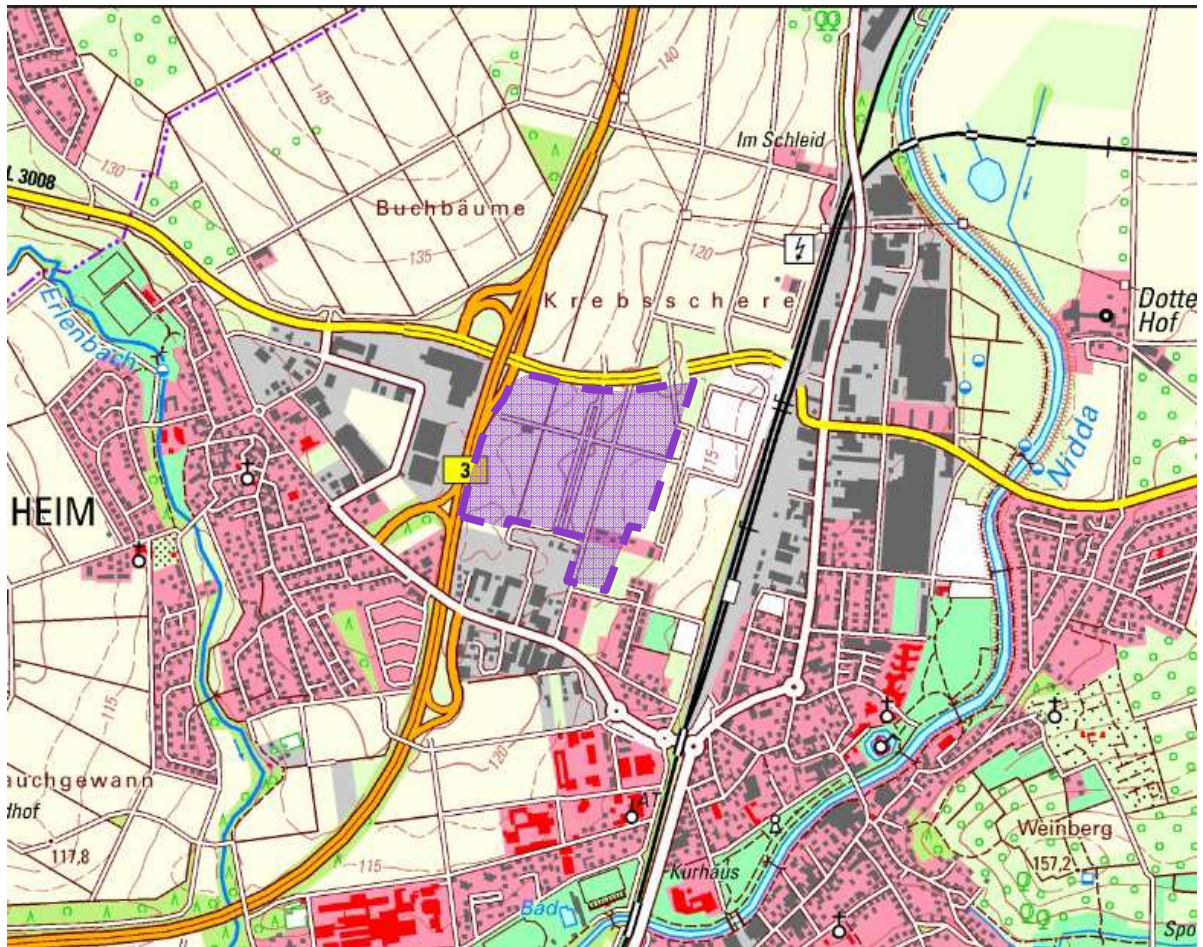 145
140
Im Schleid
L 3008
130
Buchbäume
135
120
Krebsschere
Erlenbach
Dotte
Hof
3
115
Nidda
HEIM
115
120
auchgewann
dhof
117,8
115
Kurhaus
Weinberg
157,2
Bad
Spo